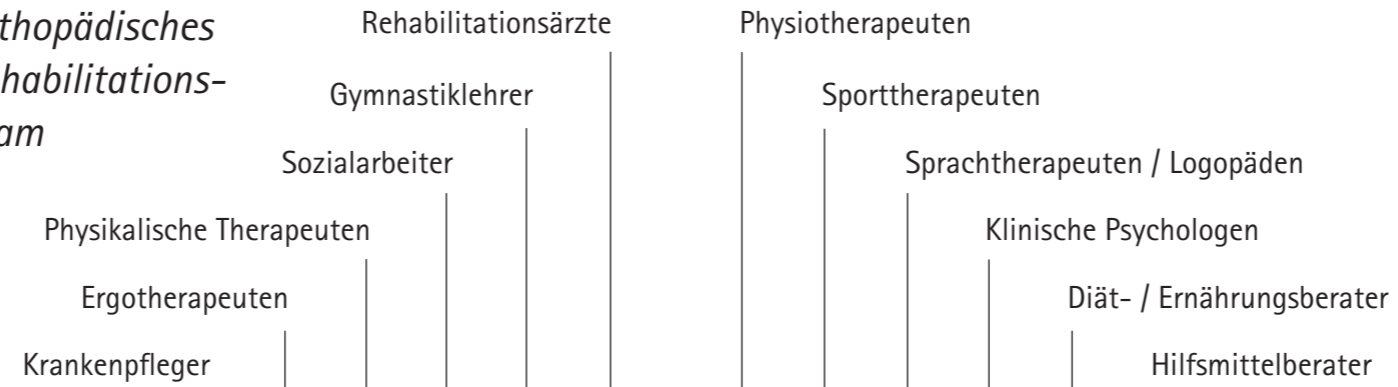 thopädisches
habilitations-
am
Rehabilitationsärzte
Physiotherapeuten
Gymnastiklehrer
Sporttherapeuten
Sozialarbeiter
Sprachtherapeuten / Logopäden
Physikalische Therapeuten
Klinische Psychologen
Ergotherapeuten
Diät- / Ernährungsberater
Krankenpfleger
Hilfsmittelberater